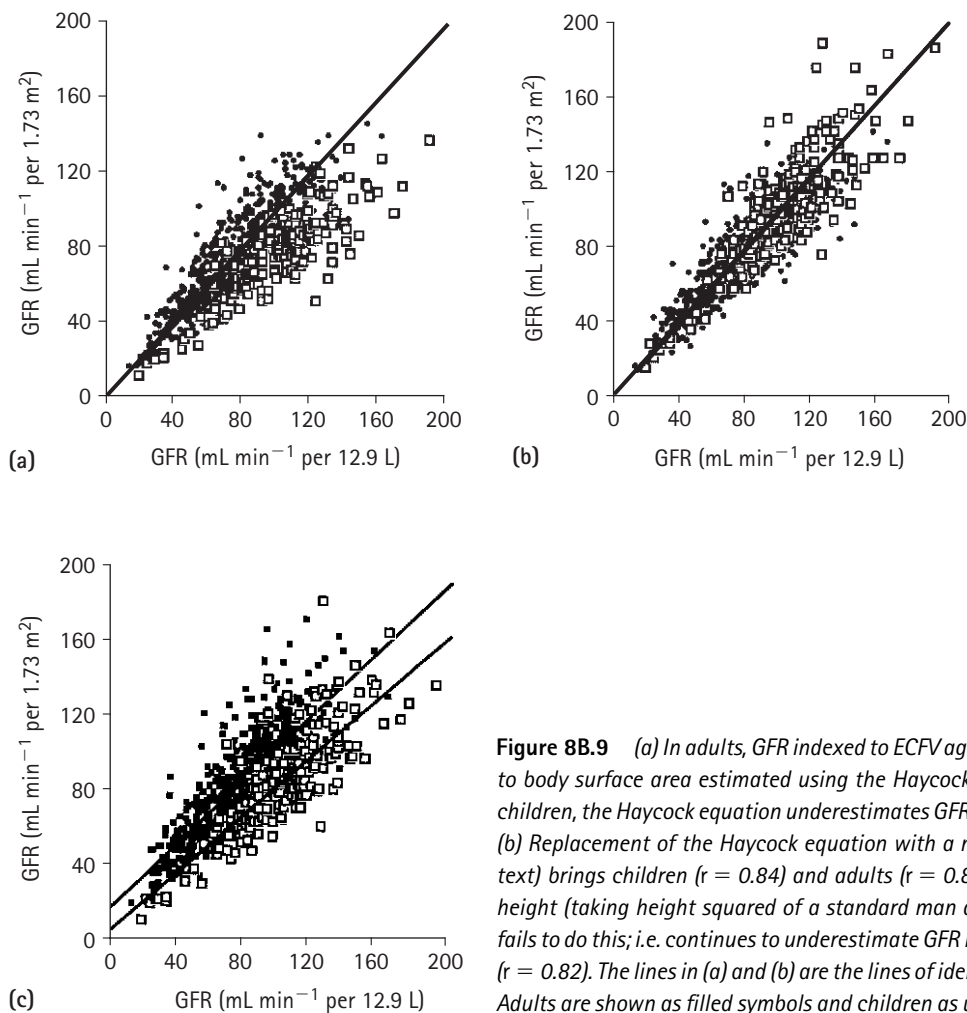 200
160
120
80
40
0
GFR (mL min−1 per 1.73 m2)
0 40 80 120 160 200
(a) GFR (mL min−1 per 12.9 L)
200
160
120
80
40
0
GFR (mL min−1 per 1.73 m2)
0 40 80 120 160 200
(b) GFR (mL min−1 per 12.9 L)
200
160
120
80
40
0
GFR (mL min−1 per 1.73 m2)
0 40 80 120 160 200
(c) GFR (mL min−1 per 12.9 L)
Figure 8B.9 (a) In adults, GFR indexed to ECFV ag
to body surface area estimated using the Haycock
children, the Haycock equation underestimates GFR
(b) Replacement of the Haycock equation with a
text) brings children (r = 0.84) and adults (r = 0.8
height (taking height squared of a standard man
fails to do this; i.e. continues to underestimate GFR
(r = 0.82). The lines in (a) and (b) are the lines of
Adults are shown as filled symbols and children as